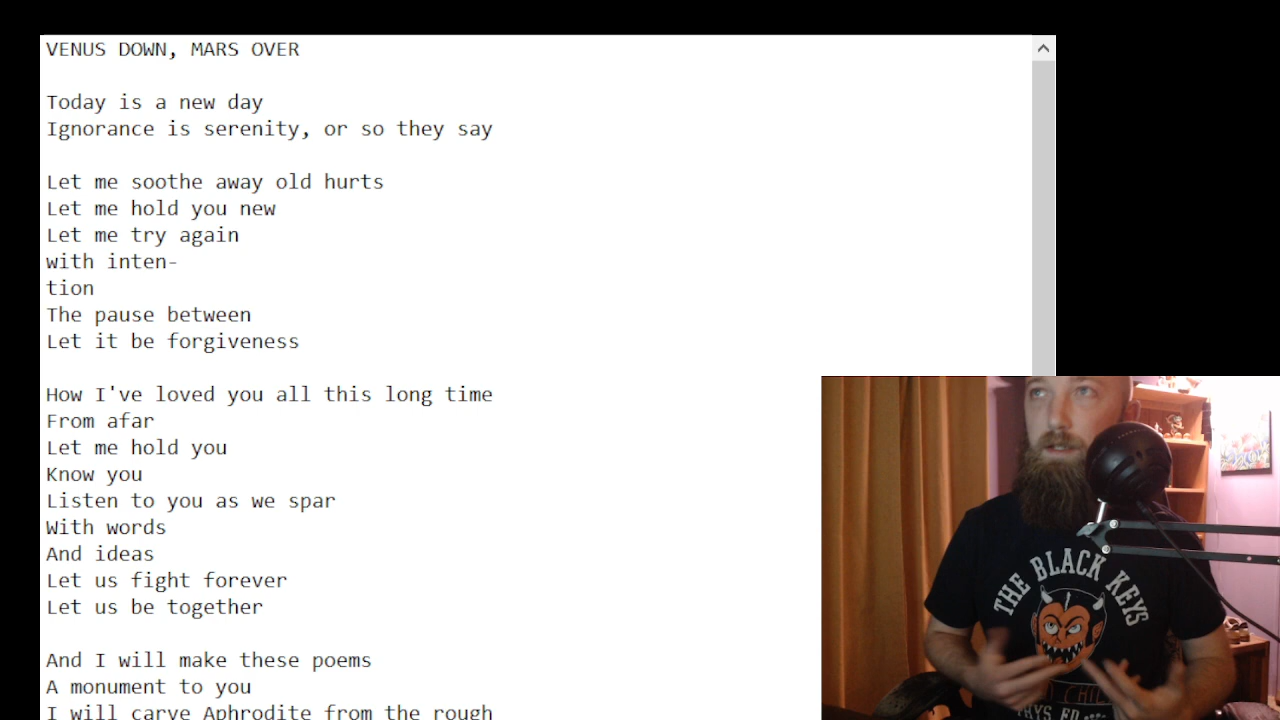 VENUS DOWN, MARS OVER
Today is a new day
Ignorance is serenity, or so they say
Let me soothe away old hurts
Let me hold you new
Let me try again
with inten-
tion
The pause between
Let it be forgiveness
How I've loved you all this long time
From afar
Let me hold you
Know you
Listen to you as we spar
With words
And ideas
Let us fight forever
Let us be together
And I will make these poems
A monument to you
I will carve Aphrodite from the rough
THE BLACK KEYS